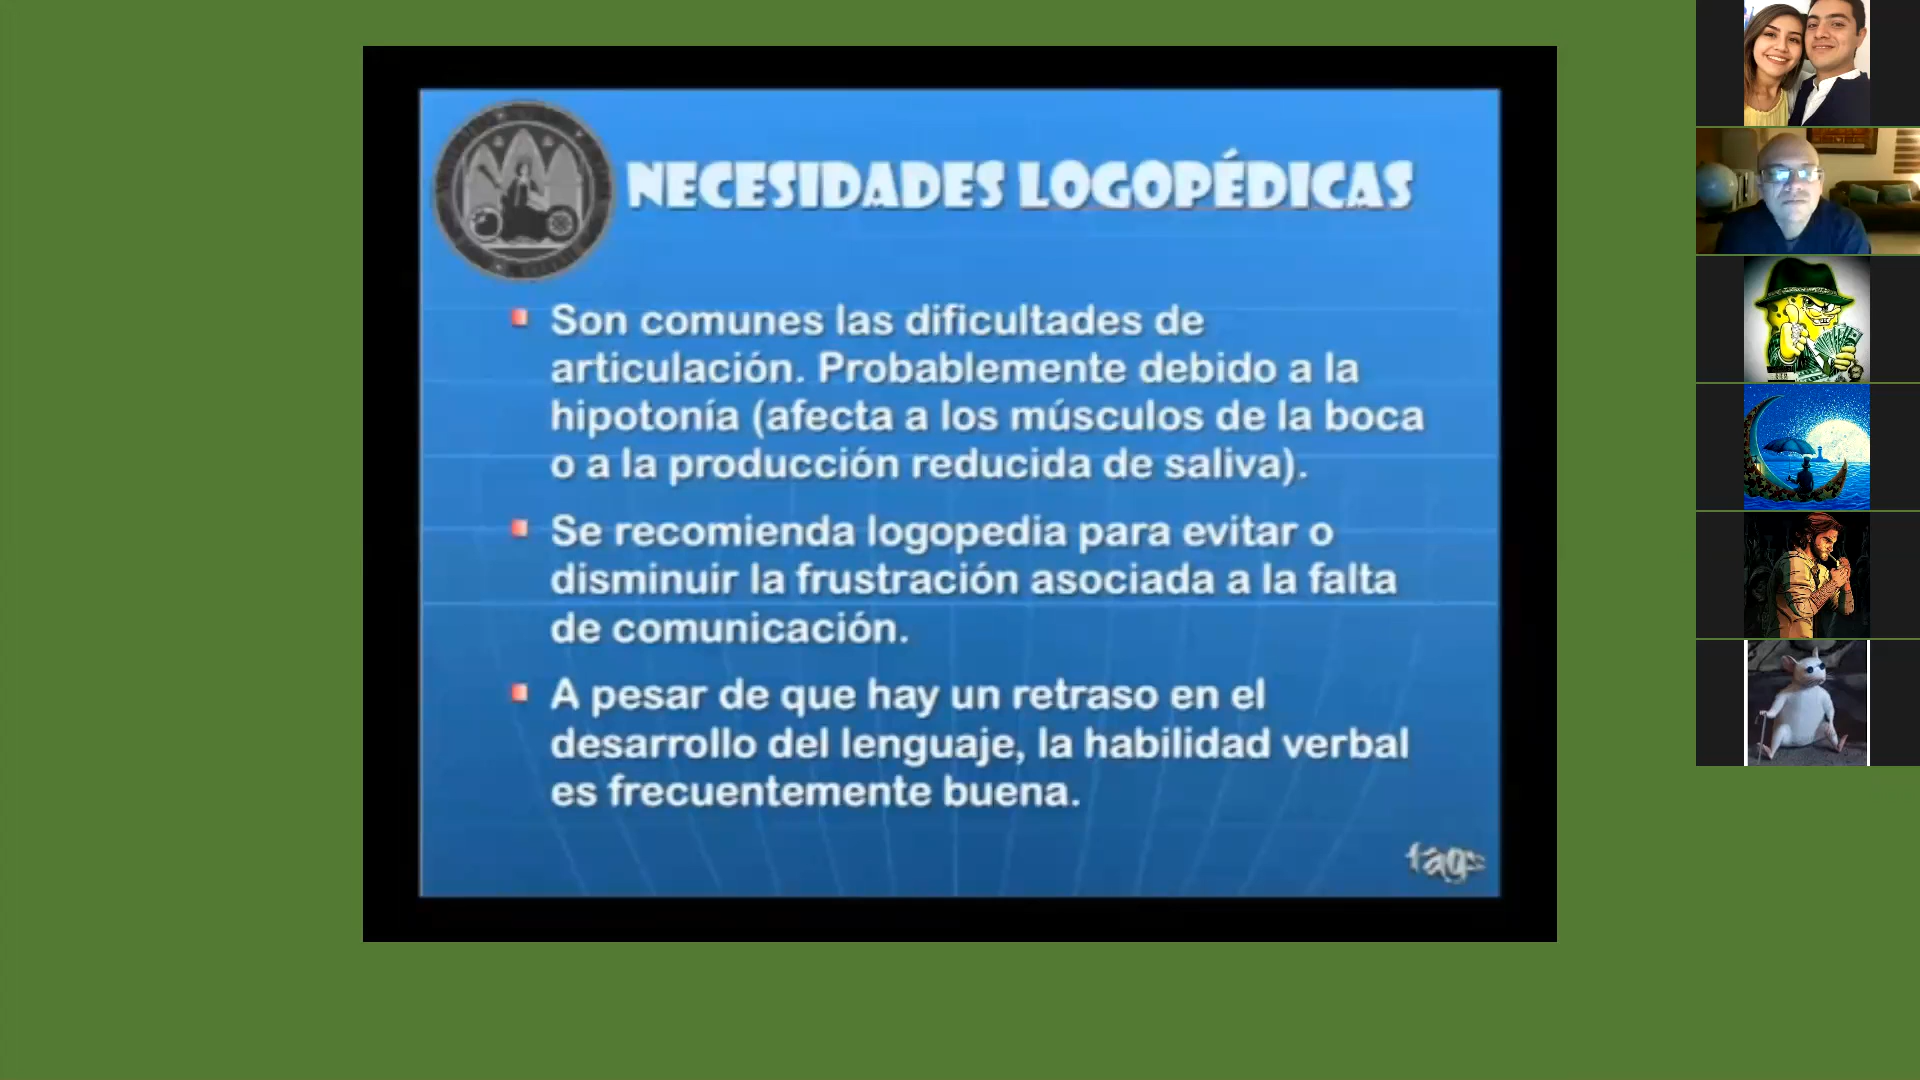 NECESIDADES LOGOPÉDICAS
Son comunes las dificultades de
articulación. Probablemente debido a la
hipotonía (afecta a los músculos de la boca
o a la producción reducida de saliva).
Se recomienda logopedia para evitar o
disminuir la frustración asociada a la falta
de comunicación.
A pesar de que hay un retraso en el
desarrollo del lenguaje, la habilidad verbal
es frecuentemente buena.